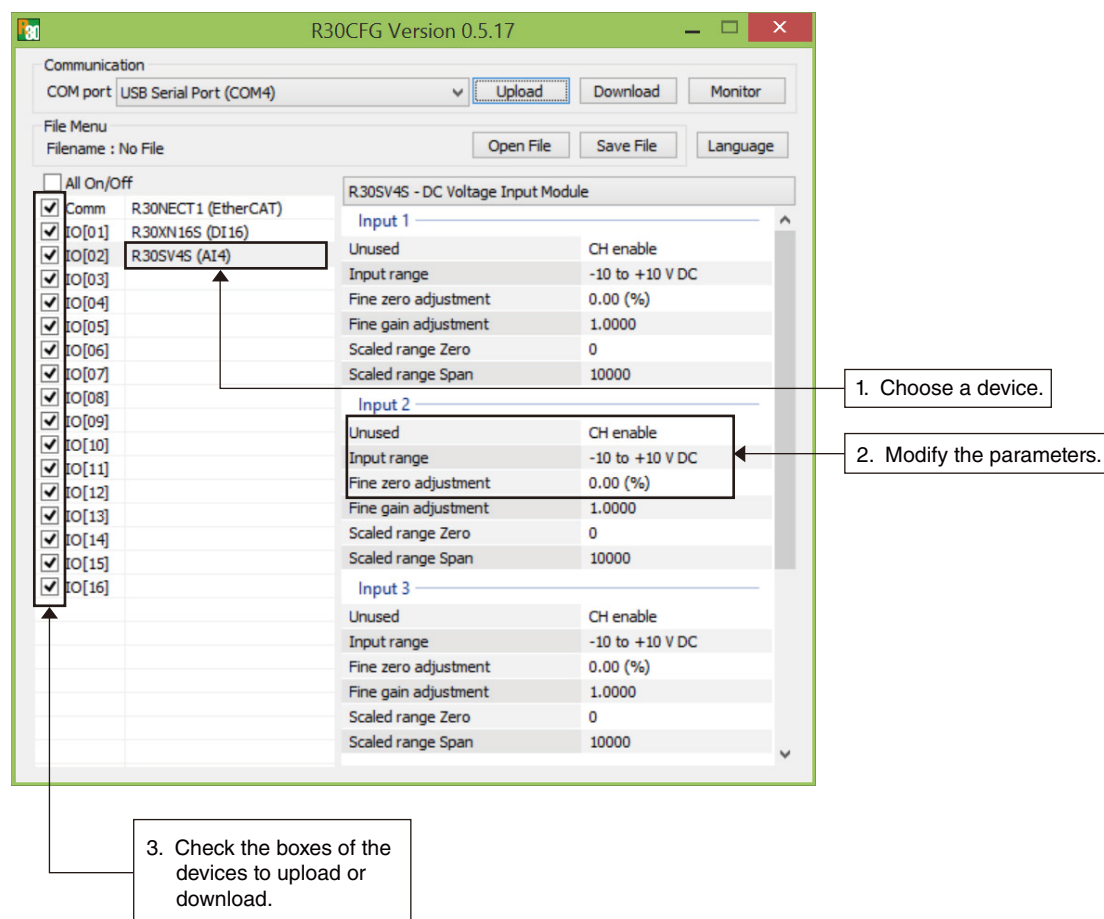 R30
R30CFG Version 0.5.17
Communication
COM port USB Serial Port (COM4) Upload Download Monitor
File Menu
Filename : No File Open File Save File Language
All On/Off
Comm R30NECT1 (EtherCAT)
IO[01] R30XN16S (DI16)
IO[02] R30SV4S (AI4)
IO[03]
IO[04]
IO[05]
IO[06]
IO[07]
IO[08]
IO[09]
IO[10]
IO[11]
IO[12]
IO[13]
IO[14]
IO[15]
IO[16]
R30SV4S - DC Voltage Input Module
Input 1
Unused CH enable
Input range -10 to +10 V DC
Fine zero adjustment 0.00 (%)
Fine gain adjustment 1.0000
Scaled range Zero 0
Scaled range Span 10000
Input 2
Unused CH enable
Input range -10 to +10 V DC
Fine zero adjustment 0.00 (%)
Fine gain adjustment 1.0000
Scaled range Zero 0
Scaled range Span 10000
Input 3
Unused CH enable
Input range -10 to +10 V DC
Fine zero adjustment 0.00 (%)
Fine gain adjustment 1.0000
Scaled range Zero 0
Scaled range Span 10000
1. Choose a device.
2. Modify the parameters.
3. Check the boxes of the
devices to upload or
download.